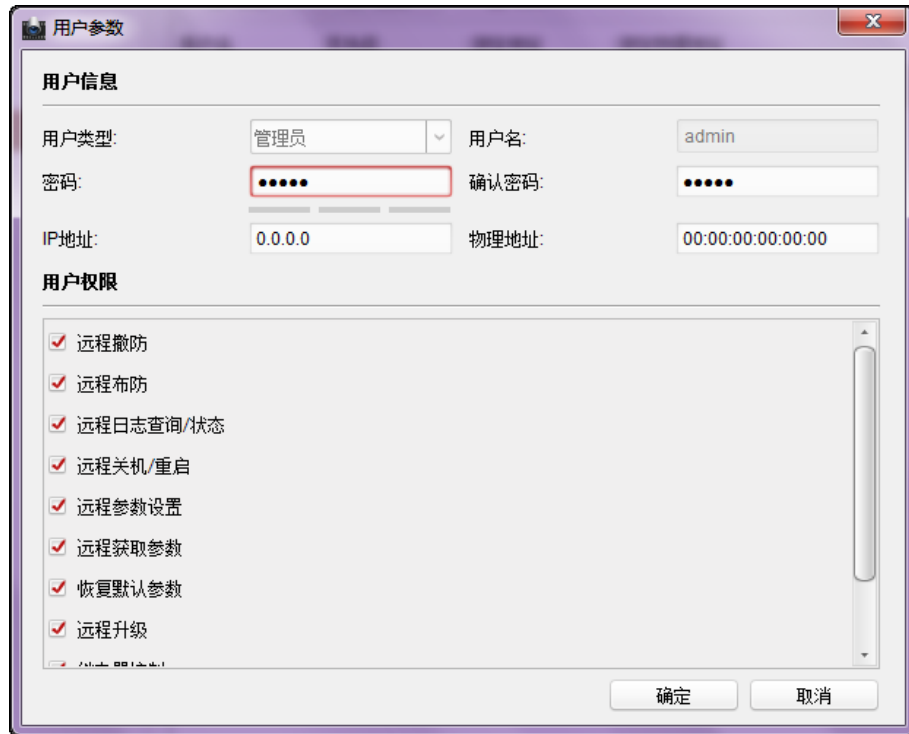 用户参数
用户信息
用户类型: 管理员 用户名: admin
密码: ●●●●● 确认密码: ●●●●●
IP地址: 0.0.0.0 物理地址: 00:00:00:00:00:00
用户权限
远程撤防
远程布防
远程日志查询/状态
远程关机/重启
远程参数设置
远程获取参数
恢复默认参数
远程升级
确定 取消